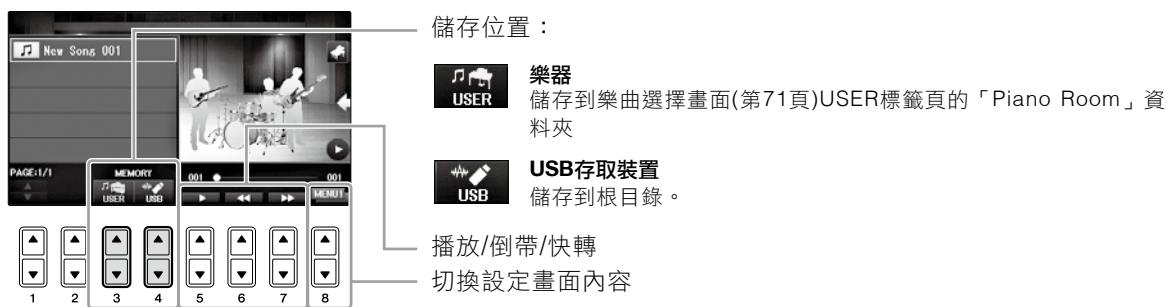 New Song 001
PAGE:1/1
MEMORY
USER
USB
001
001
MENU1
1 2 3 4 5 6 7 8
儲存位置：
USER
樂器
儲存到樂曲選擇畫面(第71頁)USER標籤頁的「Piano Room」資
料夾
USB
USB存取裝置
儲存到根目錄。
播放/倒帶/快轉
切換設定畫面內容